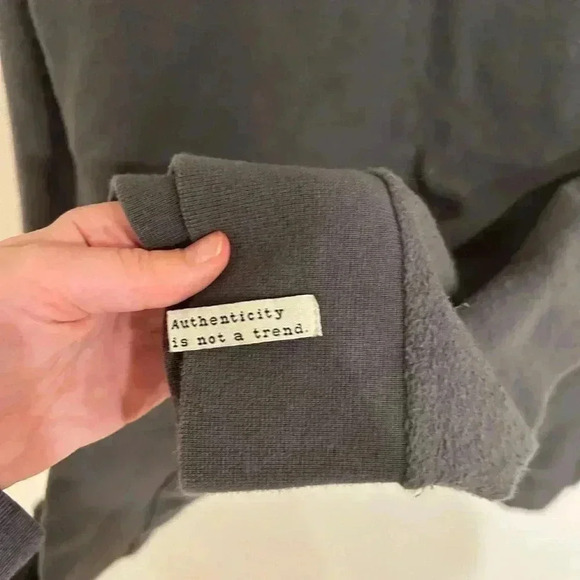 Authenticity
is not a trend.